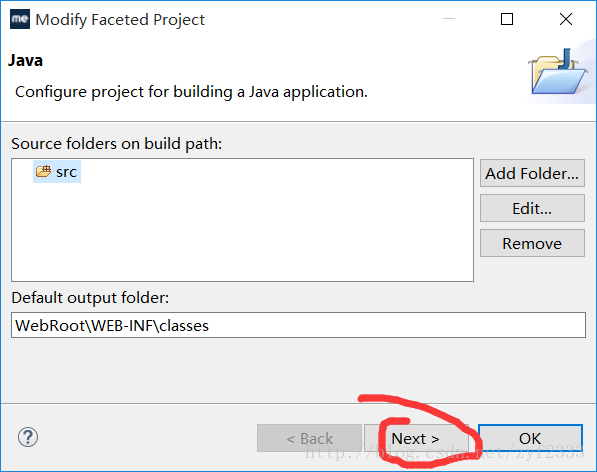 me Modify Faceted Project
Java
Configure project for building a Java application.
Source folders on build path:
src
Add Folder...
Edit...
Remove
Default output folder:
WebRoot\WEB-INF\classes
? < Back Next > OK
http://blog.csdn.net/zyf2333